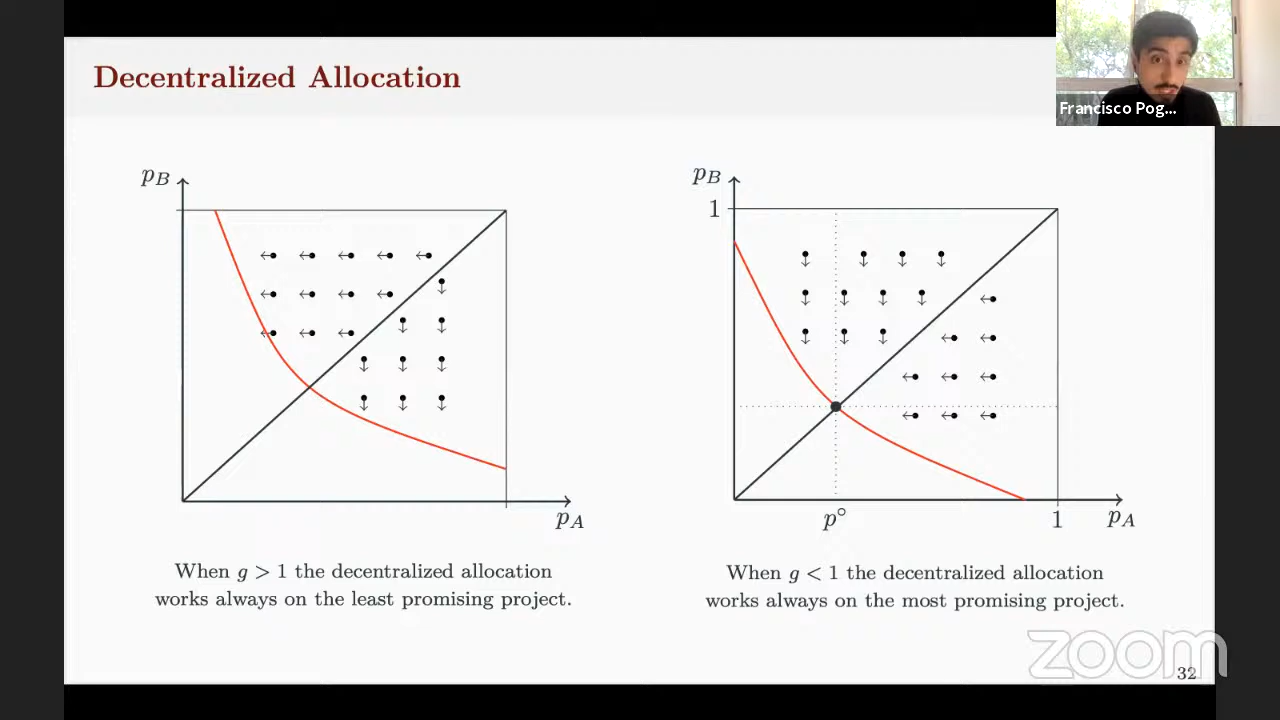 Decentralized Allocation
Francisco Pog...
p_B
p_A
When g > 1 the decentralized allocation
works always on the least promising project.
p_B
1
p°
1
p_A
When g < 1 the decentralized allocation
works always on the most promising project.
zoom
32